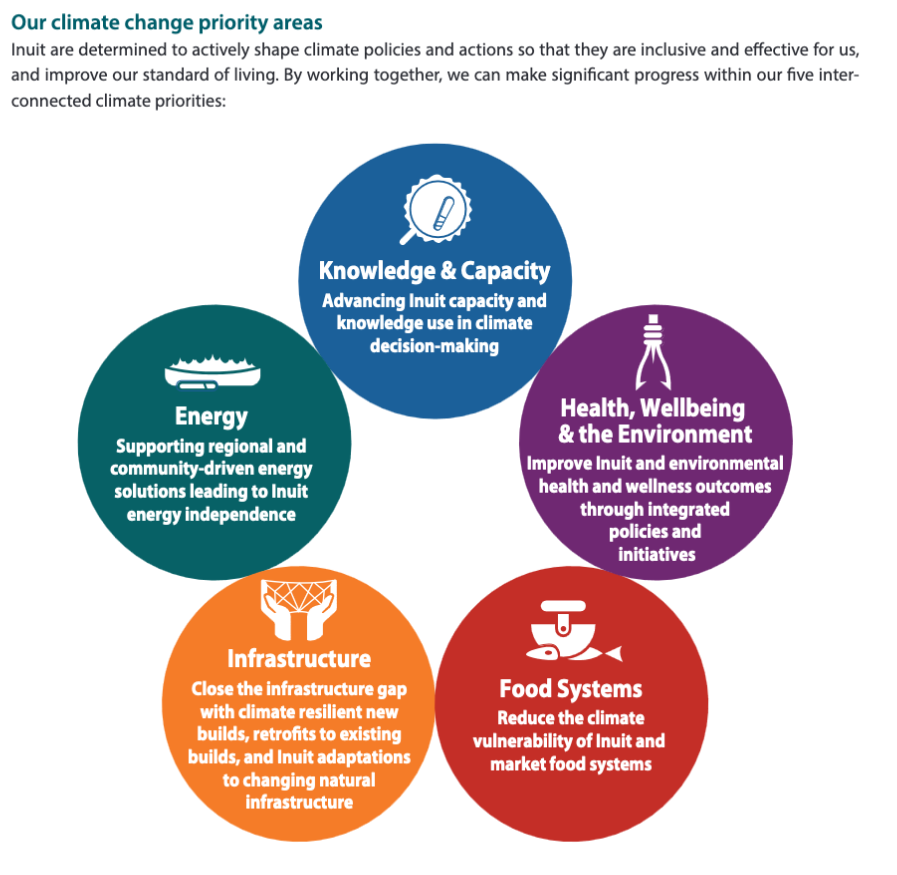 Our climate change priority areas
Inuit are determined to actively shape climate policies and actions so that they are inclusive and effective for us,
and improve our standard of living. By working together, we can make significant progress within our five inter-
connected climate priorities:
Knowledge & Capacity
Advancing Inuit capacity and
knowledge use in climate
decision-making
Energy
Supporting regional and
community-driven energy
solutions leading to Inuit
energy independence
Health, Wellbeing
& the Environment
Improve Inuit and environmental
health and wellness outcomes
through integrated
policies and
initiatives
Infrastructure
Close the infrastructure gap
with climate resilient new
builds, retrofits to existing
builds, and Inuit adaptations
to changing natural
infrastructure
Food Systems
Reduce the climate
vulnerability of Inuit and
market food systems